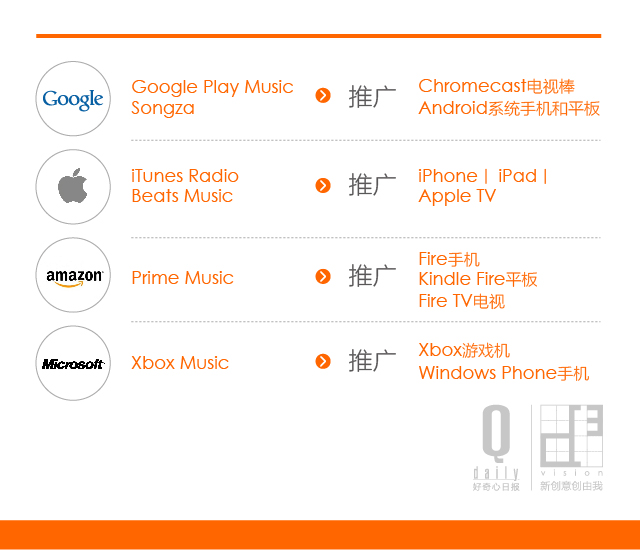 Google
Google Play Music
Songza
推广
Chromecast电视棒
Android系统手机和平板
iTunes Radio
Beats Music
推广
iPhone | iPad |
Apple TV
amazon
Prime Music
推广
Fire手机
Kindle Fire平板
Fire TV电视
Microsoft
Xbox Music
推广
Xbox游戏机
Windows Phone手机
Q
daily
好奇心日报
d3
vision
新创意创由我